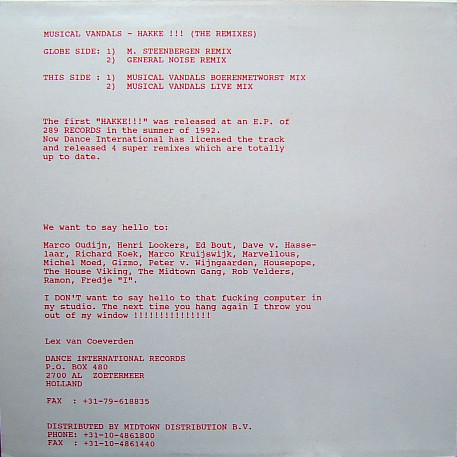 MUSICAL VANDALS - HAKKE !!! (THE REMIXES)
GLOBE SIDE: 1) M. STEENBERGEN REMIX
2) GENERAL NOISE REMIX
THIS SIDE : 1) MUSICAL VANDALS BOERENMETWORST MIX
2) MUSICAL VANDALS LIVE MIX
The first "HAKKE!!!" was released at an E.P. of
289 RECORDS in the summer of 1992.
Now Dance International has licensed the track
and released 4 super remixes which are totally
up to date.
We want to say hello to:
Marco Oudijn, Henri Lookers, Ed Bout, Dave v. Hasse-
laar, Richard Koek, Marco Kruijswijk, Marvellous,
Michel Moed, Gizmo, Peter v. Wijngaarden, Housepope,
The House Viking, The Midtown Gang, Rob Velders,
Ramon, Fredje "I".
I DON'T want to say hello to that fucking computer in
my studio. The next time you hang again I throw you
out of my window !!!!!!!!!!!!!!!
Lex van Coeverden
DANCE INTERNATIONAL RECORDS
P.O. BOX 480
2700 AL ZOETERMEER
HOLLAND
FAX : +31-79-618835
DISTRIBUTED BY MIDTOWN DISTRIBUTION B.V.
PHONE: +31-10-4861800
FAX : +31-10-4861440